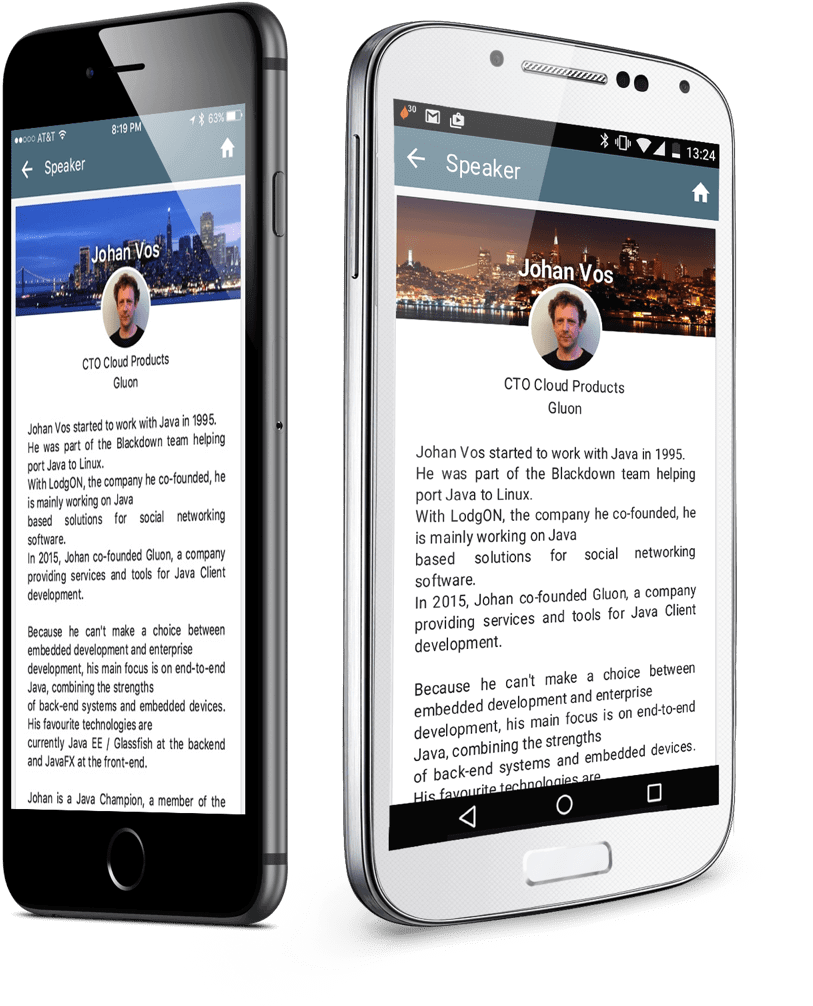 AT&T
8:19 PM
63%
Speaker
Johan Vos
CTO Cloud Products
Gluon
Johan Vos started to work with Java in 1995.
He was part of the Blackdown team helping
port Java to Linux.
With LodgON, the company he co-founded, he
is mainly working on Java
based solutions for social networking
software.
In 2015, Johan co-founded Gluon, a company
providing services and tools for Java Client
development.
Because he can't make a choice between
embedded development and enterprise
development, his main focus is on end-to-end
Java, combining the strengths
of back-end systems and embedded devices.
His favourite technologies are
currently Java EE / Glassfish at the backend
and JavaFX at the front-end.
Johan is a Java Champion, a member of the
30
13:24
Speaker
Johan Vos
CTO Cloud Products
Gluon
Johan Vos started to work with Java in 1995.
He was part of the Blackdown team helping
port Java to Linux.
With LodgON, the company he co-founded, he
is mainly working on Java
based solutions for social networking
software.
In 2015, Johan co-founded Gluon, a company
providing services and tools for Java Client
development.
Because he can't make a choice between
embedded development and enterprise
development, his main focus is on end-to-end
Java, combining the strengths
of back-end systems and embedded devices.
His favourite technologies are